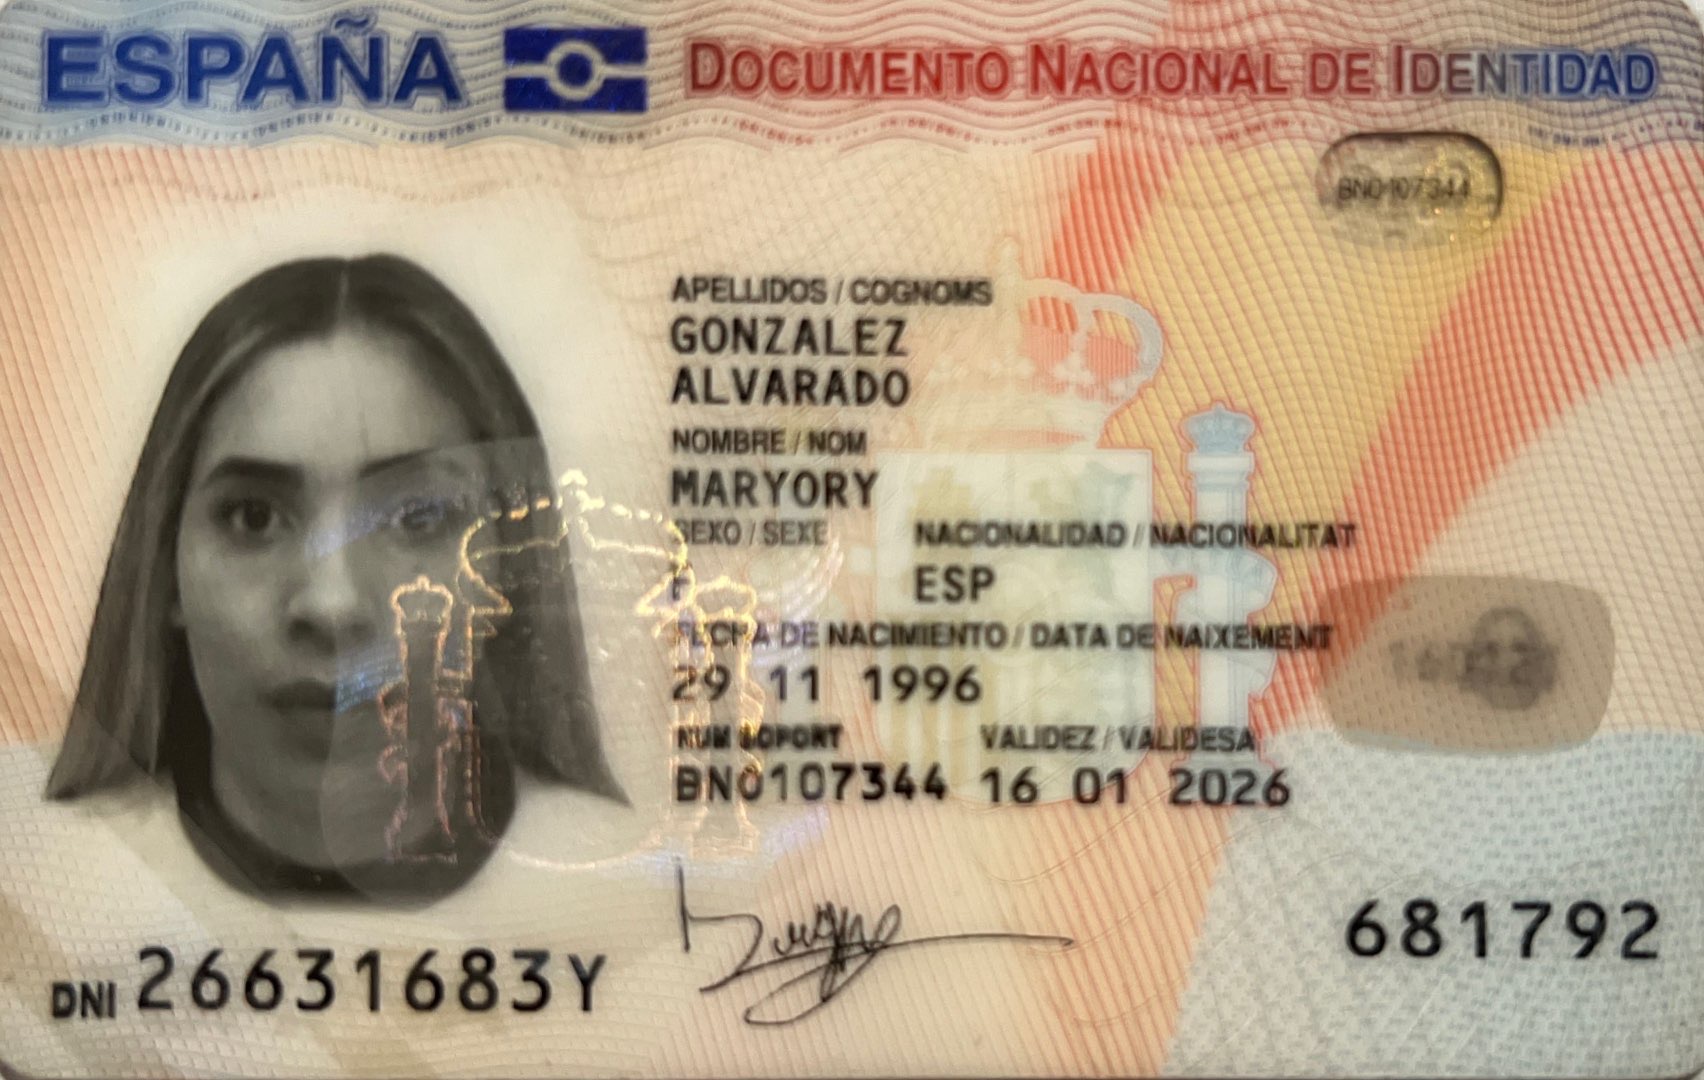 ESPAÑA DOCUMENTO NACIONAL DE IDENTIDAD
BN0107344
APELLIDOS / COGNOMS
GONZALEZ
ALVARADO
NOMBRE / NOM
MARYORY
SEXO / SEXE NACIONALIDAD / NACIONALITAT
F ESP
FECHA DE NACIMIENTO / DATA DE NAIXEMENT
29 11 1996
NUM SOPORT VALIDEZ / VALIDESA
BN0107344 16 01 2026
681792
DNI 26631683Y